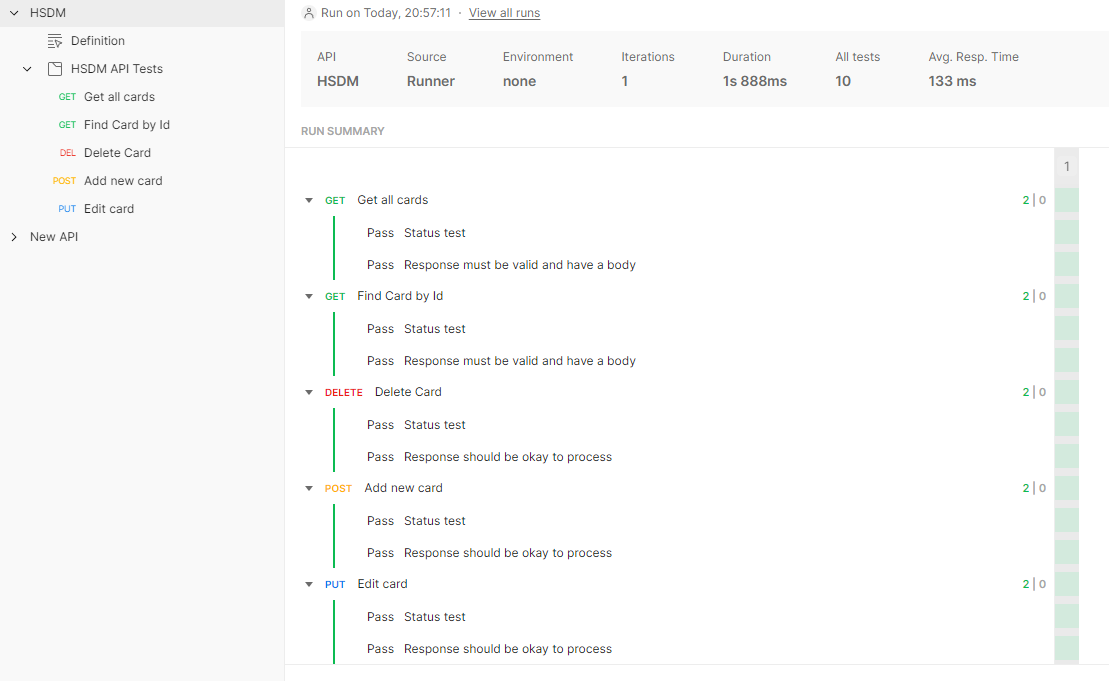 HSDM
Definition
HSDM API Tests
GET Get all cards
GET Find Card by Id
DEL Delete Card
POST Add new card
PUT Edit card
New API
Run on Today, 20:57:11 · View all runs
API Source Environment Iterations Duration All tests Avg. Resp. Time
HSDM Runner none 1 1s 888ms 10 133 ms
RUN SUMMARY
1
GET Get all cards 2 | 0
Pass Status test
Pass Response must be valid and have a body
GET Find Card by Id 2 | 0
Pass Status test
Pass Response must be valid and have a body
DELETE Delete Card 2 | 0
Pass Status test
Pass Response should be okay to process
POST Add new card 2 | 0
Pass Status test
Pass Response should be okay to process
PUT Edit card 2 | 0
Pass Status test
Pass Response should be okay to process